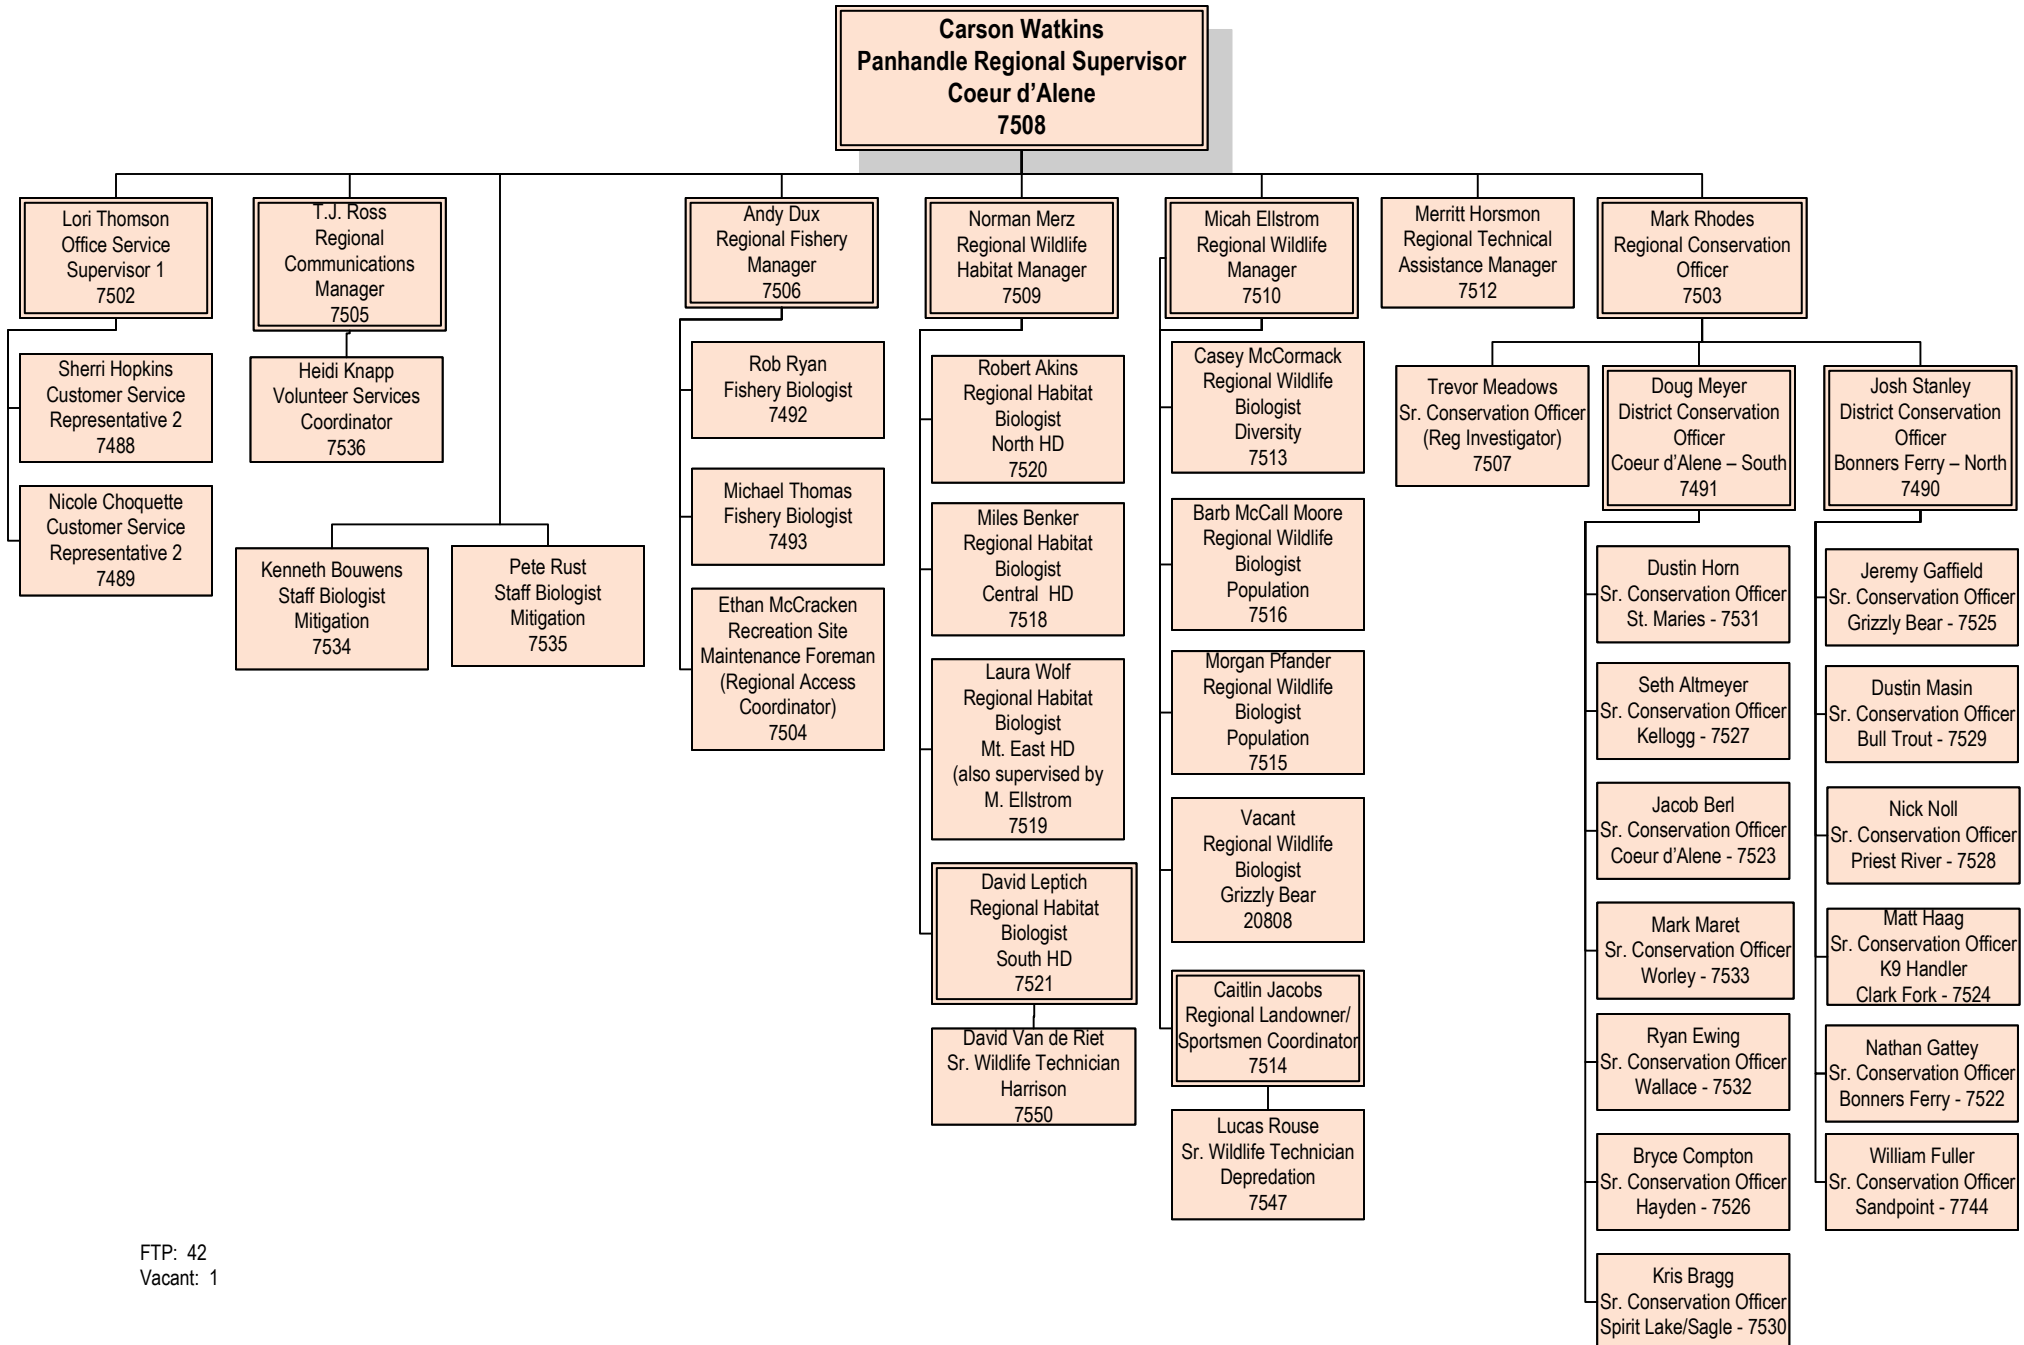 Carson Watkins
Panhandle Regional Supervisor
Coeur d’Alene
7508
Lori Thomson
Office Service
Supervisor 1
7502
Sherri Hopkins
Customer Service
Representative 2
7488
Nicole Choquette
Customer Service
Representative 2
7489
T.J. Ross
Regional
Communications
Manager
7505
Heidi Knapp
Volunteer Services
Coordinator
7536
Kenneth Bouwens
Staff Biologist
Mitigation
7534
Pete Rust
Staff Biologist
Mitigation
7535
Andy Dux
Regional Fishery
Manager
7506
Rob Ryan
Fishery Biologist
7492
Michael Thomas
Fishery Biologist
7493
Ethan McCracken
Recreation Site
Maintenance Foreman
(Regional Access
Coordinator)
7504
Norman Merz
Regional Wildlife
Habitat Manager
7509
Robert Akins
Regional Habitat
Biologist
North HD
7520
Miles Benker
Regional Habitat
Biologist
Central  HD
7518
Laura Wolf
Regional Habitat
Biologist
Mt. East HD
(also supervised by
M. Ellstrom
7519
David Leptich
Regional Habitat
Biologist
South HD
7521
David Van de Riet
Sr. Wildlife Technician
Harrison
7550
Micah Ellstrom
Regional Wildlife
Manager
7510
Casey McCormack
Regional Wildlife
Biologist
Diversity
7513
Barb McCall Moore
Regional Wildlife
Biologist
Population
7516
Morgan Pfander
Regional Wildlife
Biologist
Population
7515
Vacant
Regional Wildlife
Biologist
Grizzly Bear
20808
Caitlin Jacobs
Regional Landowner/
Sportsmen Coordinator
7514
Lucas Rouse
Sr. Wildlife Technician
Depredation
7547
Merritt Horsmon
Regional Technical
Assistance Manager
7512
Mark Rhodes
Regional Conservation
Officer
7503
Trevor Meadows
Sr. Conservation Officer
(Reg Investigator)
7507
Doug Meyer
District Conservation
Officer
Coeur d’Alene – South
7491
Dustin Horn
Sr. Conservation Officer
St. Maries - 7531
Seth Altmeyer
Sr. Conservation Officer
Kellogg - 7527
Jacob Berl
Sr. Conservation Officer
Coeur d’Alene - 7523
Mark Maret
Sr. Conservation Officer
Worley - 7533
Ryan Ewing
Sr. Conservation Officer
Wallace - 7532
Bryce Compton
Sr. Conservation Officer
Hayden - 7526
Kris Bragg
Sr. Conservation Officer
Spirit Lake/Sagle - 7530
Josh Stanley
District Conservation
Officer
Bonners Ferry – North
7490
Jeremy Gaffield
Sr. Conservation Officer
Grizzly Bear - 7525
Dustin Masin
Sr. Conservation Officer
Bull Trout - 7529
Nick Noll
Sr. Conservation Officer
Priest River - 7528
Matt Haag
Sr. Conservation Officer
K9 Handler
Clark Fork - 7524
Nathan Gattey
Sr. Conservation Officer
Bonners Ferry - 7522
William Fuller
Sr. Conservation Officer
Sandpoint - 7744
FTP:  42
Vacant:  1